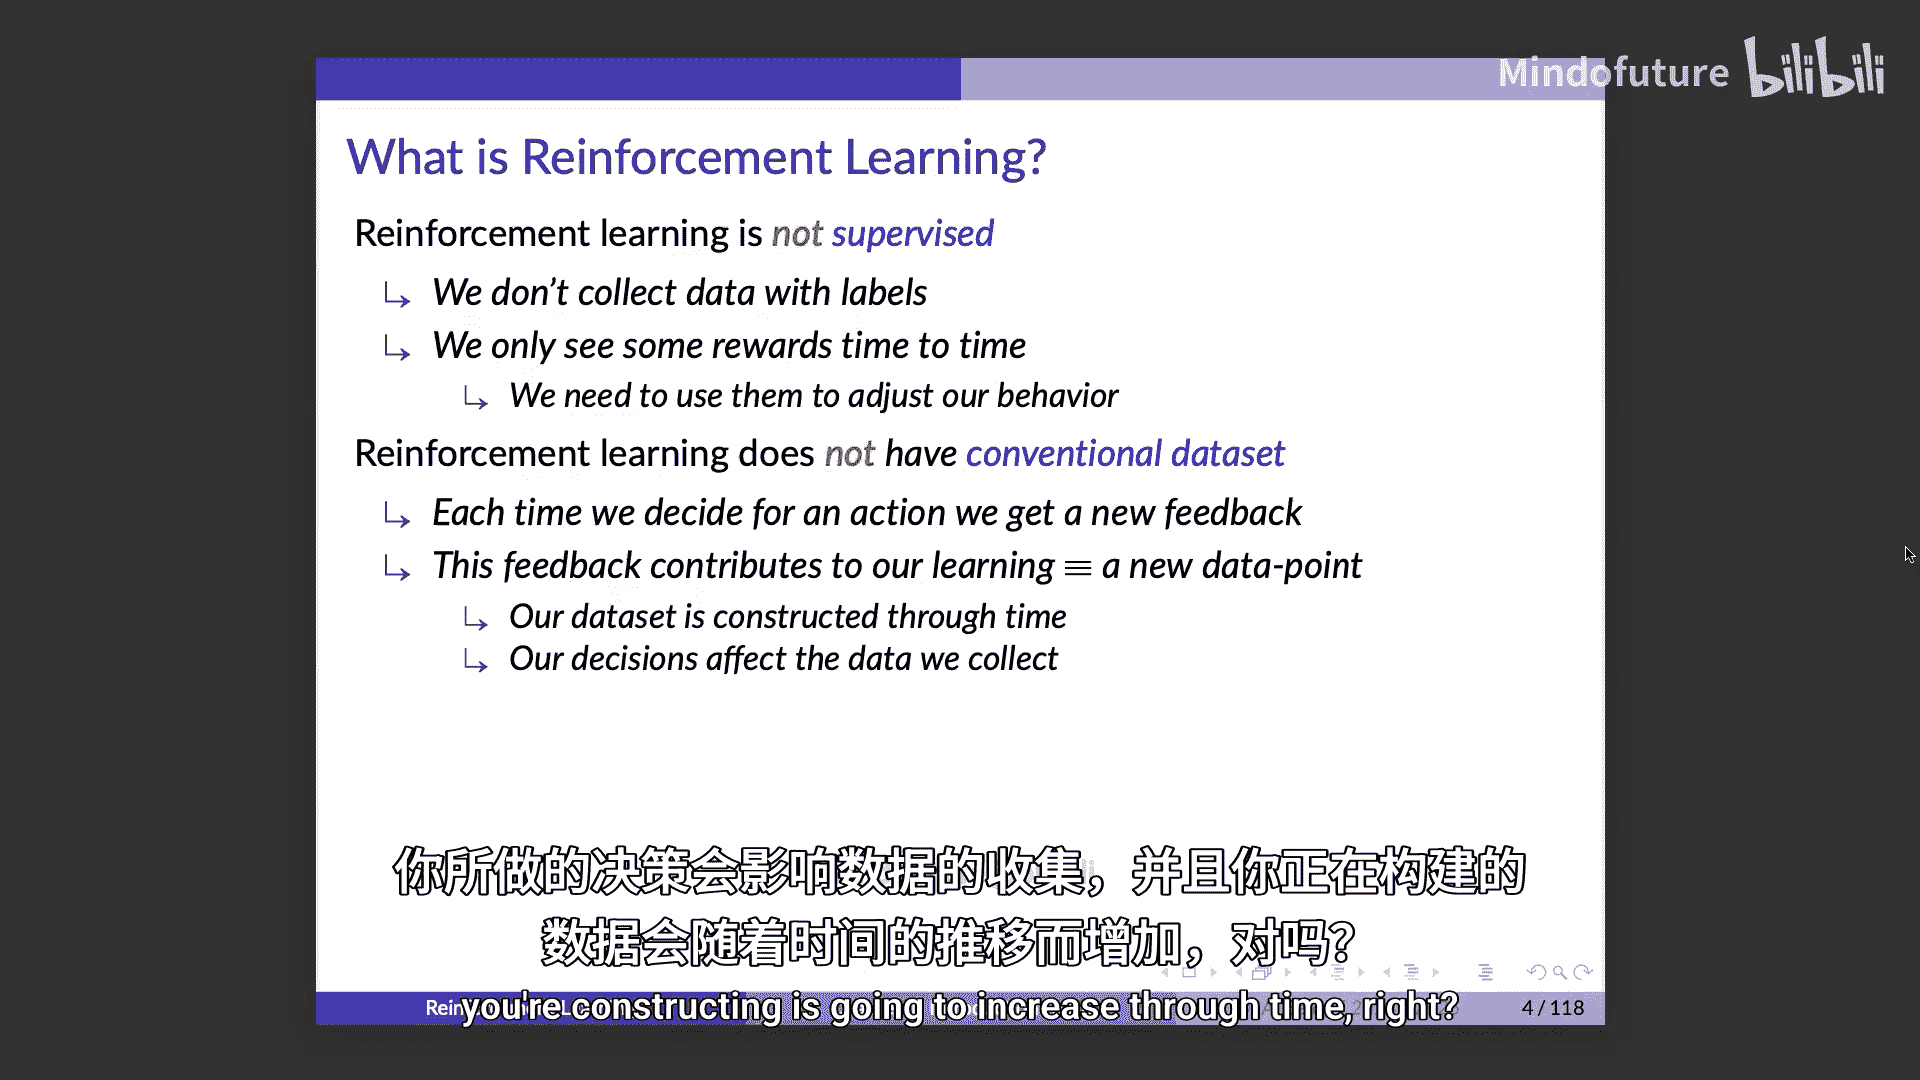 Mindofuture bilibili
What is Reinforcement Learning?
Reinforcement learning is not supervised
↳ We don't collect data with labels
↳ We only see some rewards time to time
↳ We need to use them to adjust our behavior
Reinforcement learning does not have conventional dataset
↳ Each time we decide for an action we get a new feedback
↳ This feedback contributes to our learning ≡ a new data-point
↳ Our dataset is constructed through time
↳ Our decisions affect the data we collect
你所做的决策会影响数据的收集，并且你正在构建的
数据会随着时间的推移而增加，对吗？
you're constructing is going to increase through time, right?
4 / 118